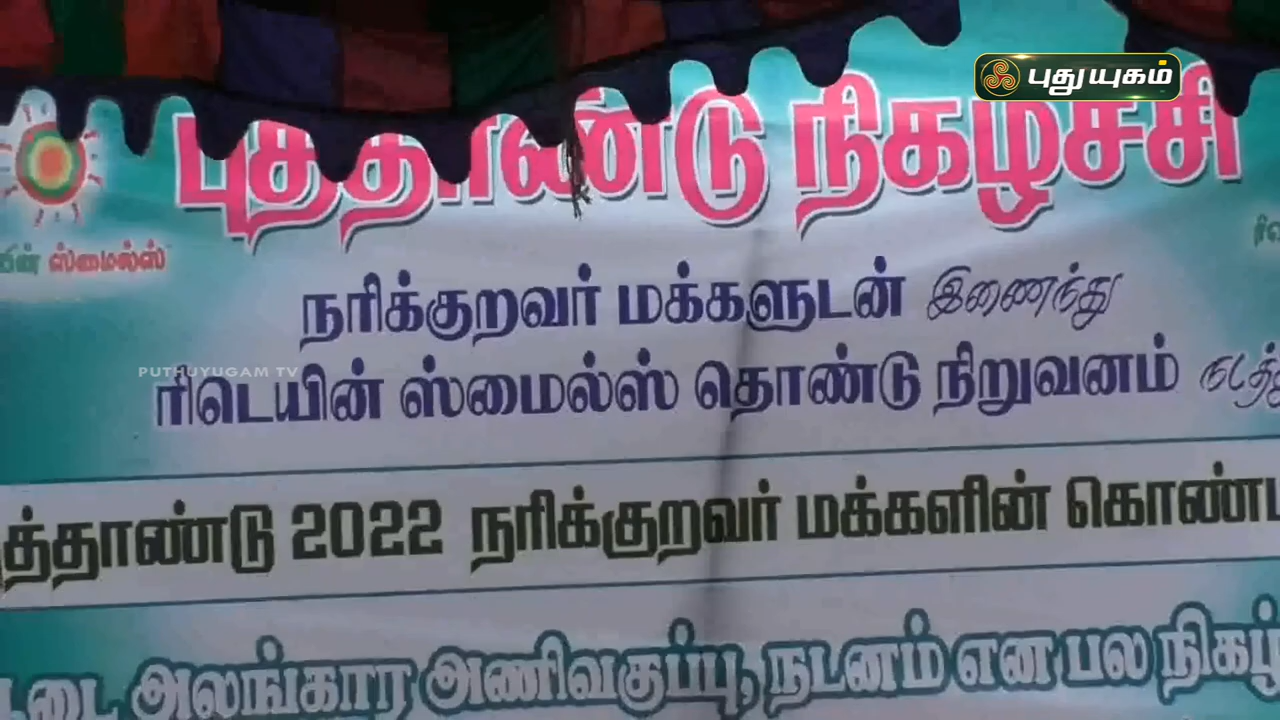 புதுயுகம்
புத்தாண்டு நிகழ்ச்சி
ஸ்மைல்ஸ்
நரிக்குறவர் மக்களுடன் இணைந்து
PUTHUYUGAM TV
ரிடெயின் ஸ்மைல்ஸ் தொண்டு நிறுவனம்
புத்தாண்டு 2022 நரிக்குறவர் மக்களின்
அலங்கார அணிவகுப்பு, நடனம் என பல